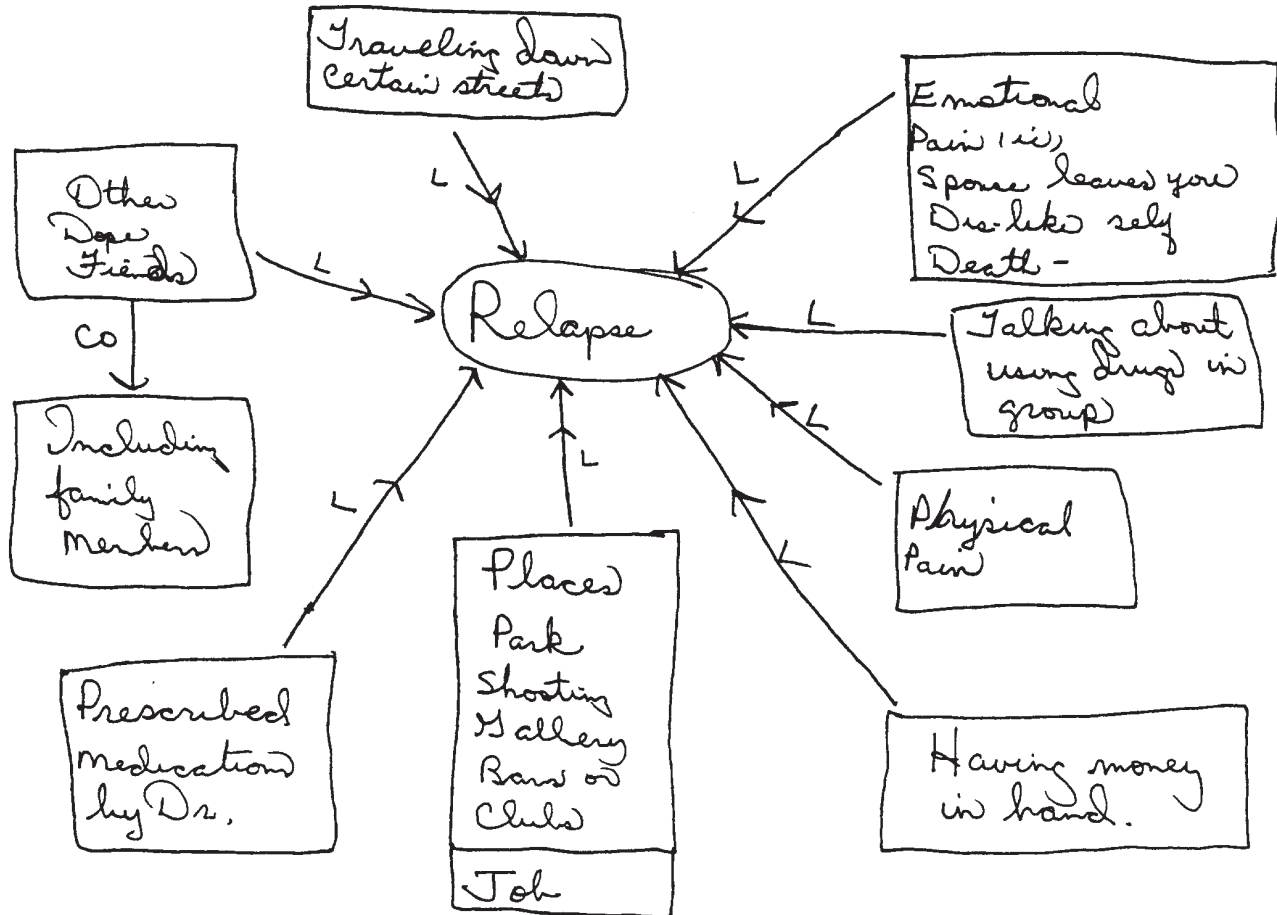 Traveling down
certain streets
Emotional
Pain (ie,
Spouse leaves you
Dis-like self
Death -
Other
Dope
Fiends
L
L
L
L
Relapse
L
Talking about
using drugs in
group
CO
L
Including
family
members
L
L
Physical
Pain
L
Places
Park
Shooting
Gallery
Bars or
Clubs
Job
Prescribed
medications
by Dr.
Having money
in hand.